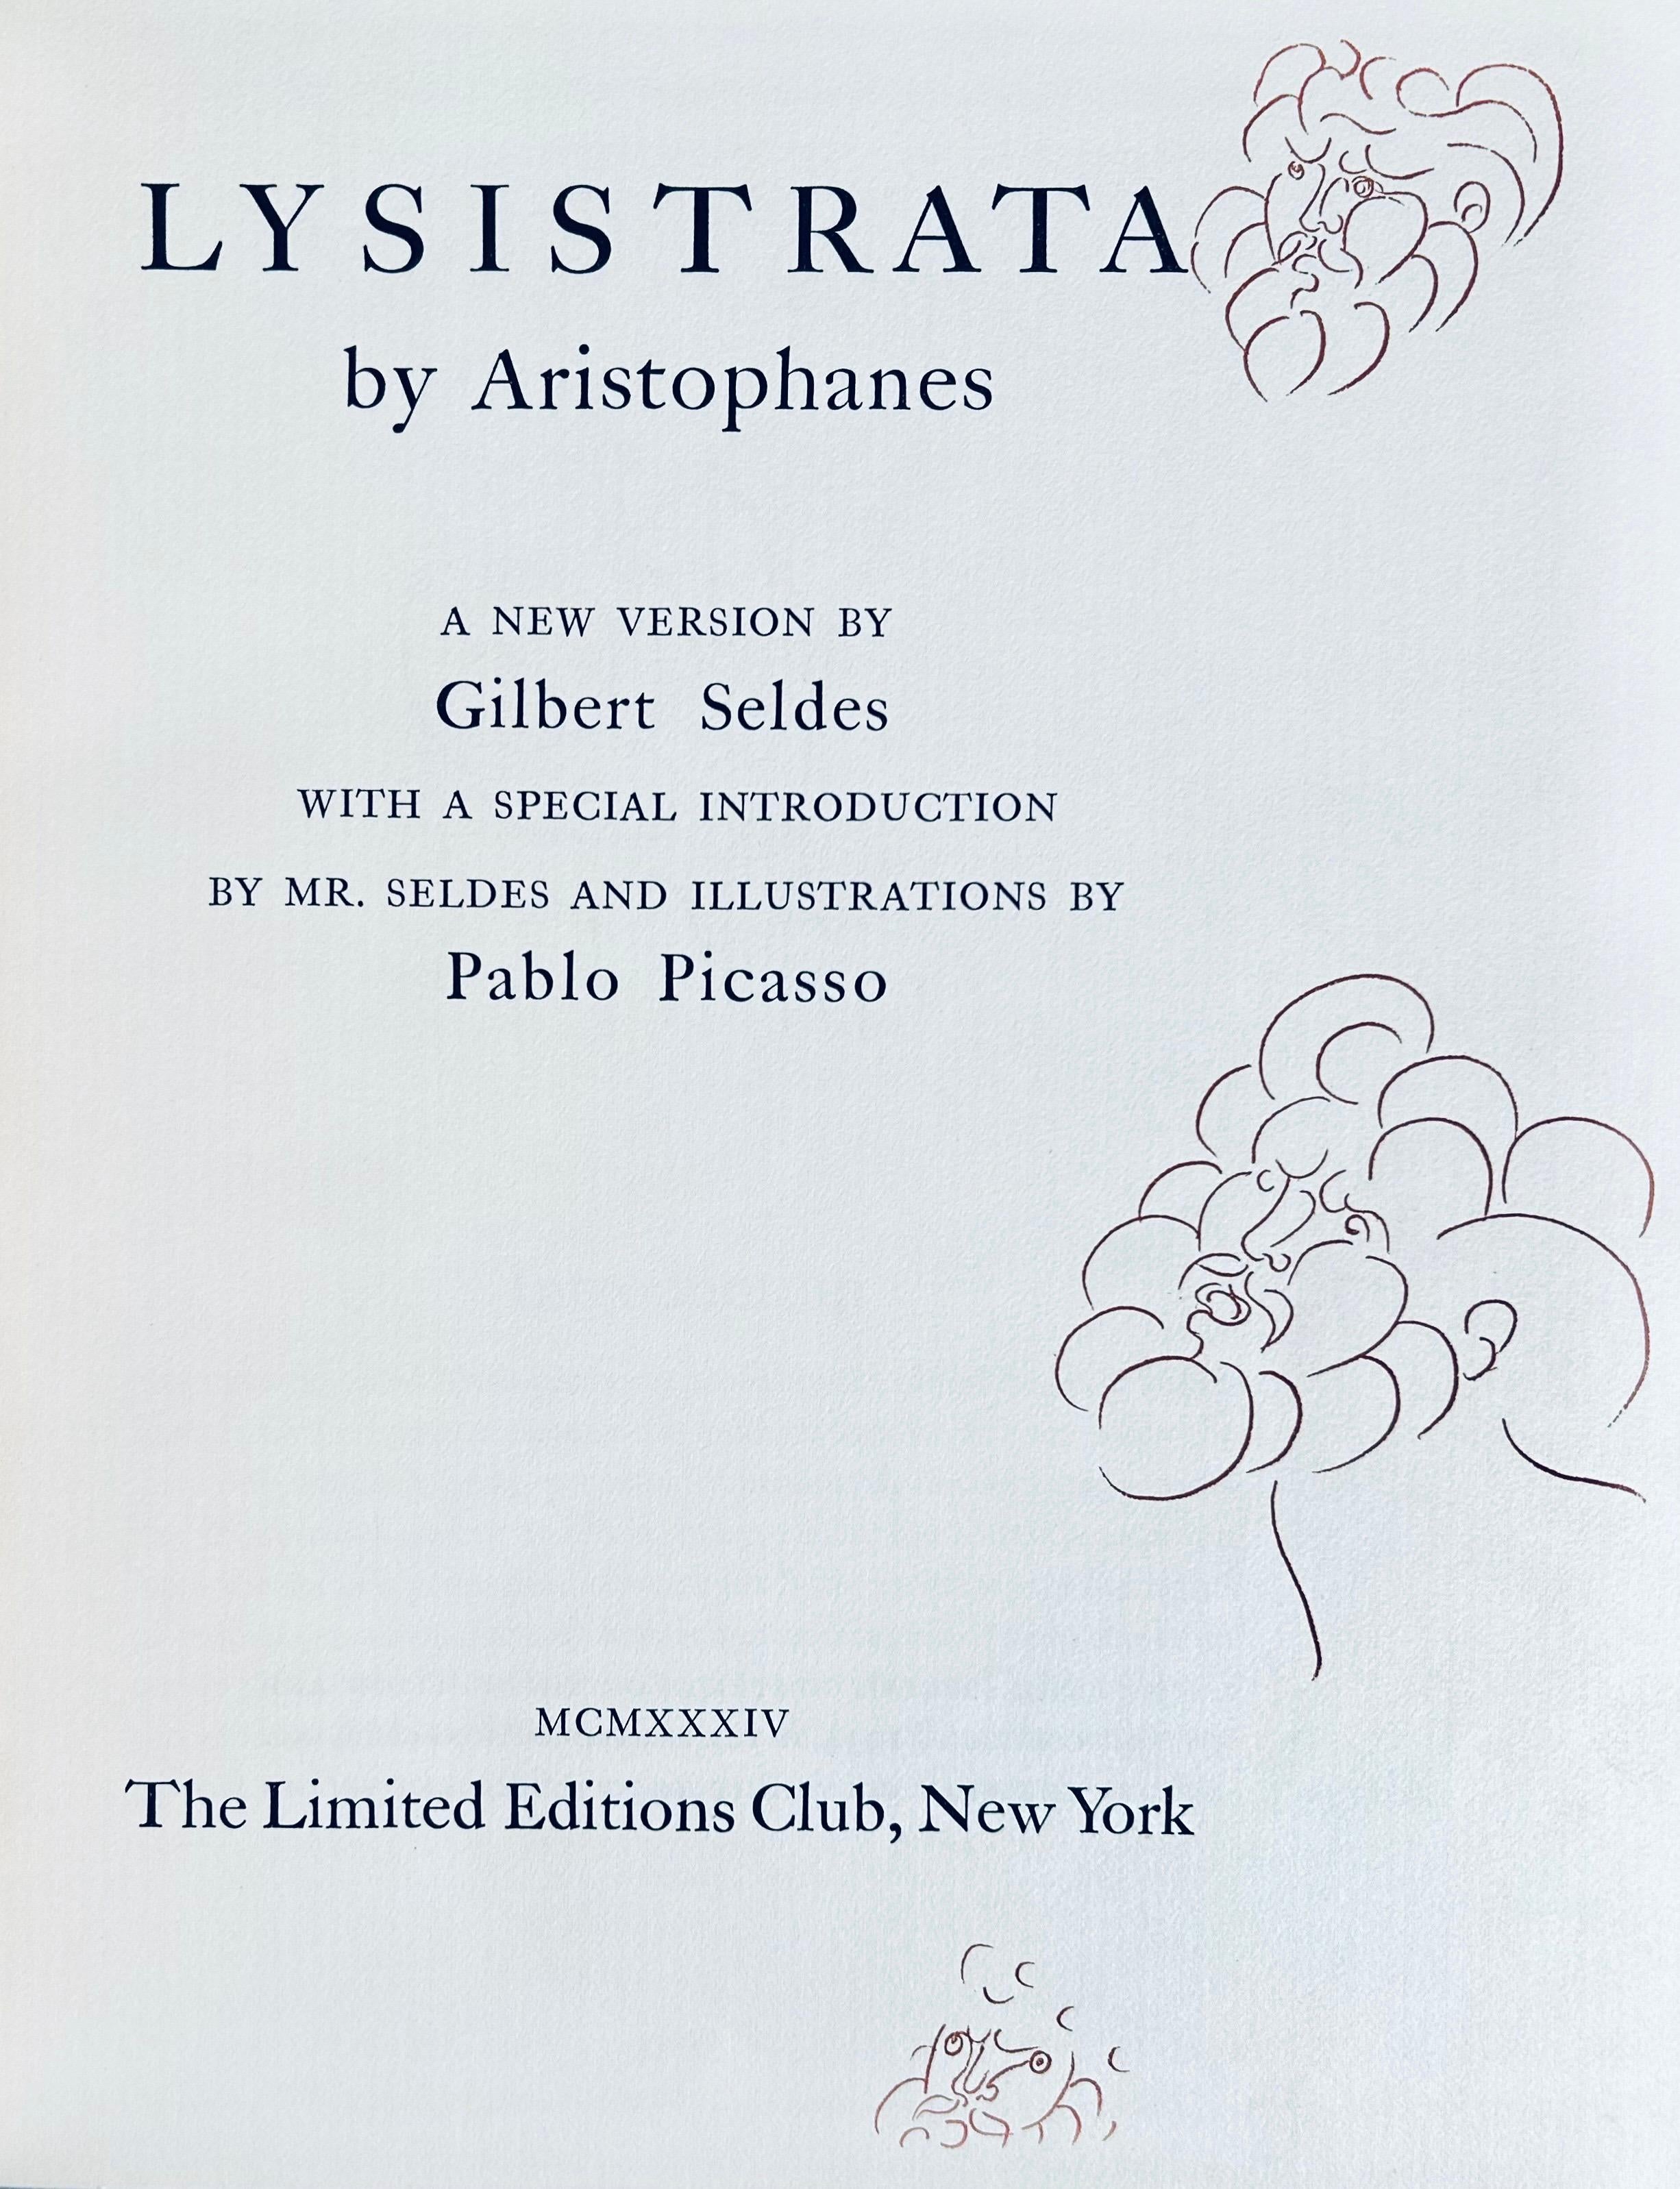 LYSISTRATA
by Aristophanes
A NEW VERSION BY
Gilbert Seldes
WITH A SPECIAL INTRODUCTION
BY MR. SELDES AND ILLUSTRATIONS BY
Pablo Picasso
MCMXXXIV
The Limited Editions Club, New York